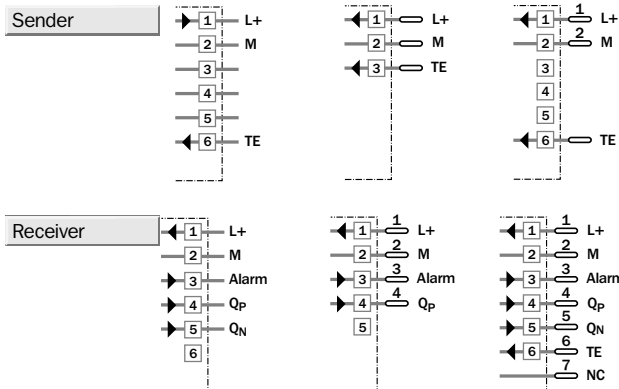 Sender
1 L+
2 M
3
4
5
6 TE
1 L+
2 M
3 TE
1 1 L+
2 2 M
3
4
5
6 TE
Receiver
1 L+
2 M
3 Alarm
4 QP
5 QN
6
1 1 L+
2 2 M
3 3 Alarm
4 4 QP
5
1 1 L+
2 2 M
3 3 Alarm
4 4 QP
5 5 QN
6 6 TE
7 NC